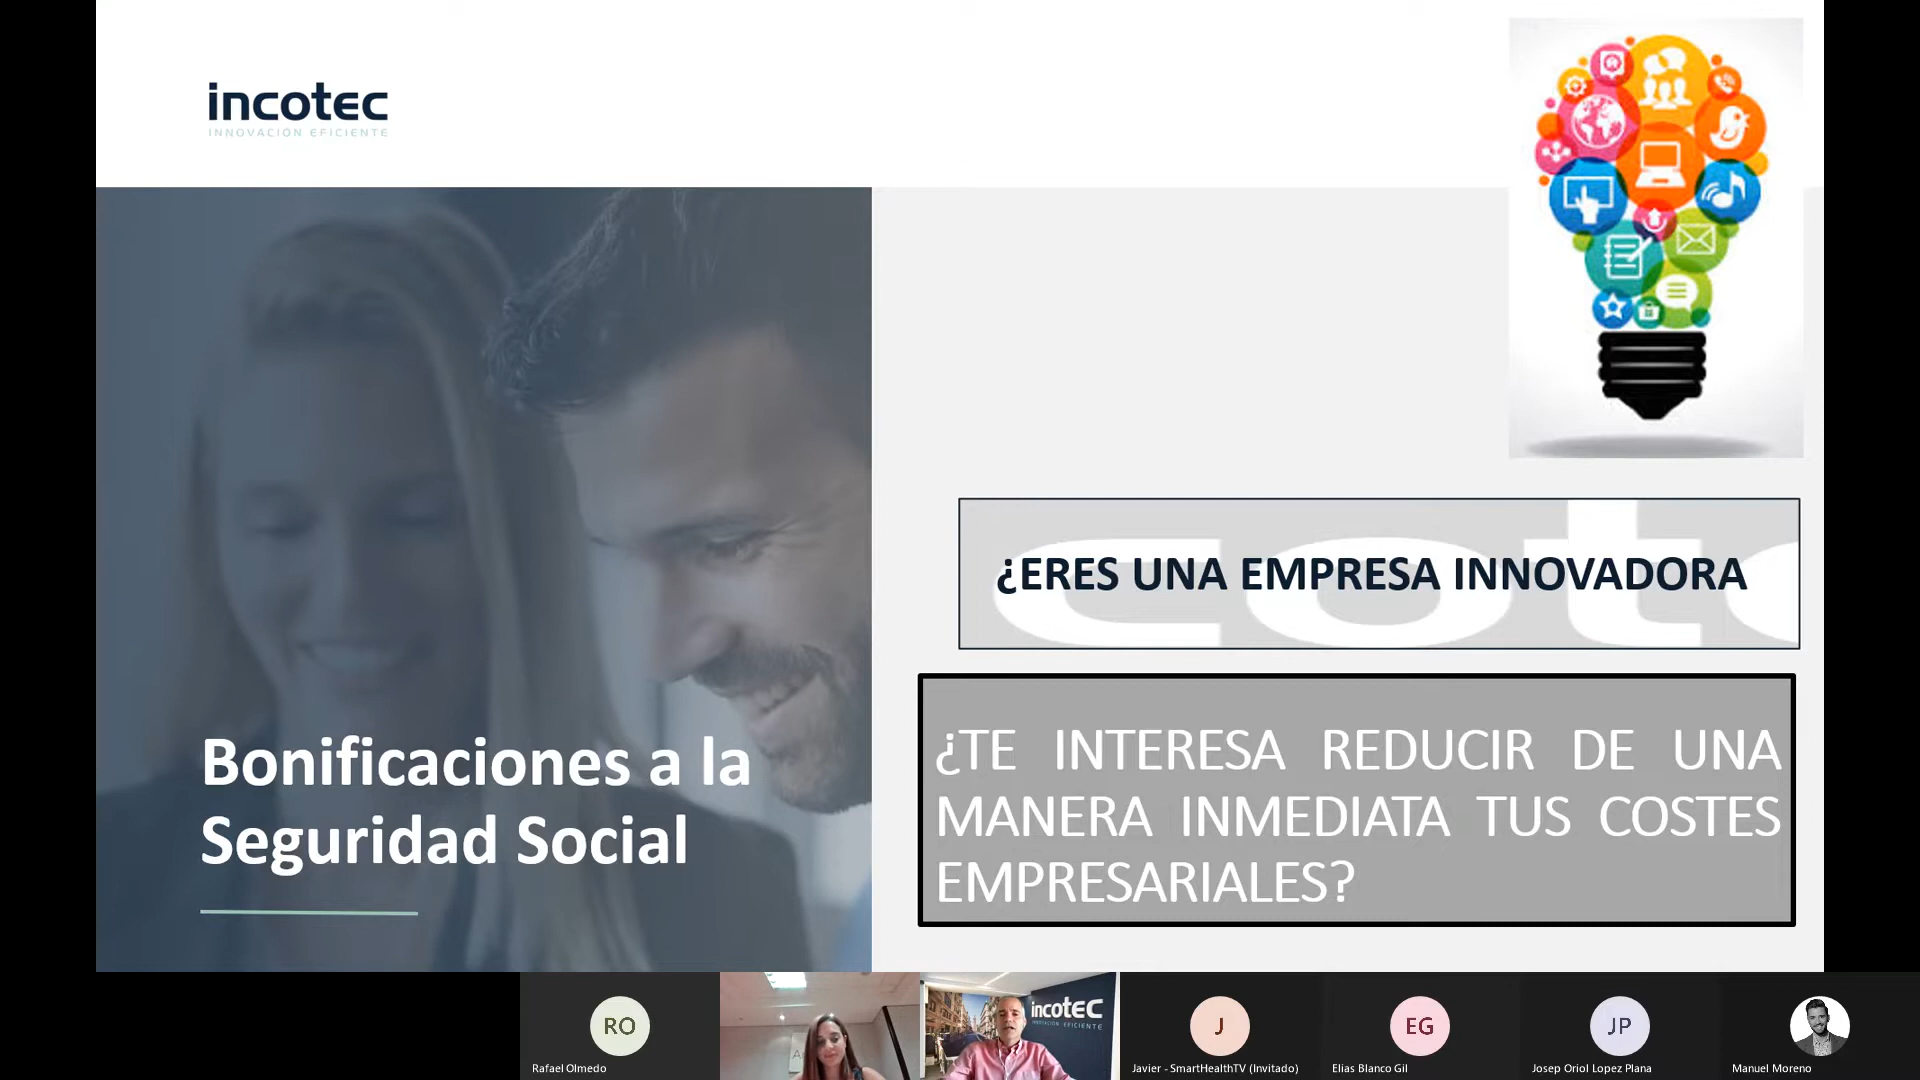 incotec
INNOVACIÓN EFICIENTE
¿ERES UNA EMPRESA INNOVADORA
Bonificaciones a la
Seguridad Social
¿TE INTERESA REDUCIR DE UNA
MANERA INMEDIATA TUS COSTES
EMPRESARIALES?
RO
Rafael Olmedo
incotec
INNOVACIÓN EFICIENTE
J
Javier - SmartHealthTV (Invitado)
EG
Elias Blanco Gil
JP
Josep Oriol Lopez Plana
Manuel Moreno